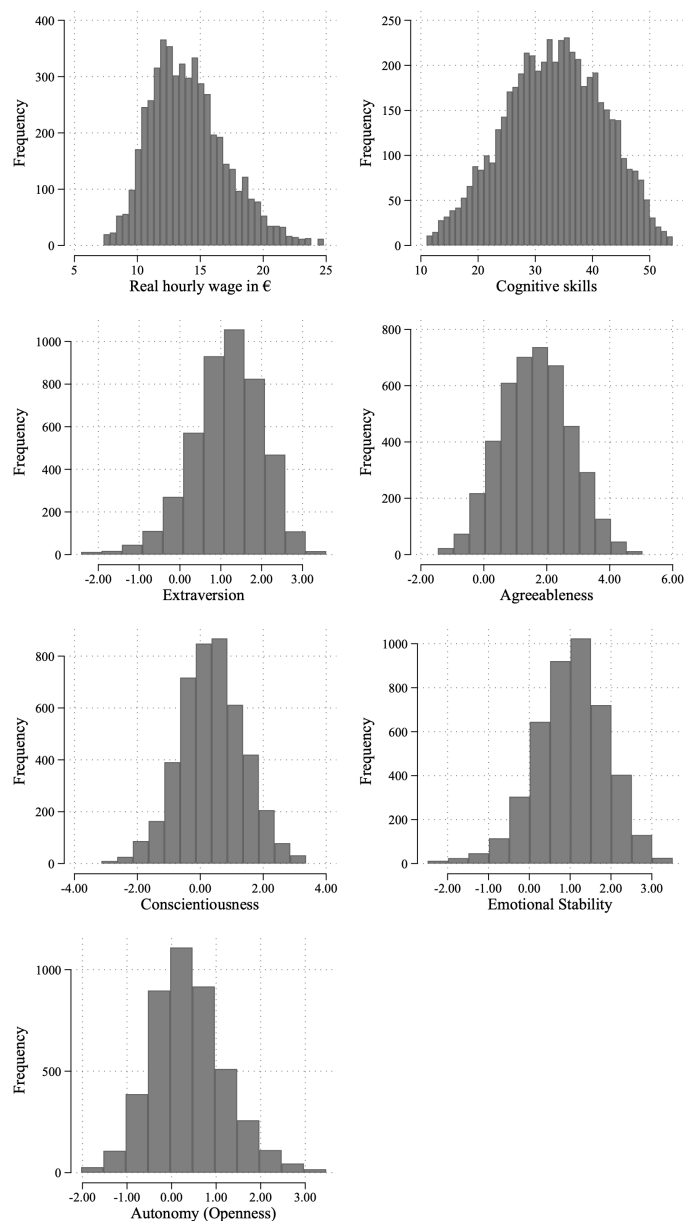 400
300
200
100
0
Frequency
5 10 15 20 25
Real hourly wage in €
250
200
150
100
50
0
Frequency
10 20 30 40 50
Cognitive skills
1000
800
600
400
200
0
Frequency
-2.00 -1.00 0.00 1.00 2.00 3.00
Extraversion
800
600
400
200
0
Frequency
-2.00 0.00 2.00 4.00 6.00
Agreeableness
800
600
400
200
0
Frequency
-4.00 -2.00 0.00 2.00 4.00
Conscientiousness
1000
800
600
400
200
0
Frequency
-2.00 -1.00 0.00 1.00 2.00 3.00
Emotional Stability
1000
500
0
Frequency
-2.00 -1.00 0.00 1.00 2.00 3.00
Autonomy (Openness)